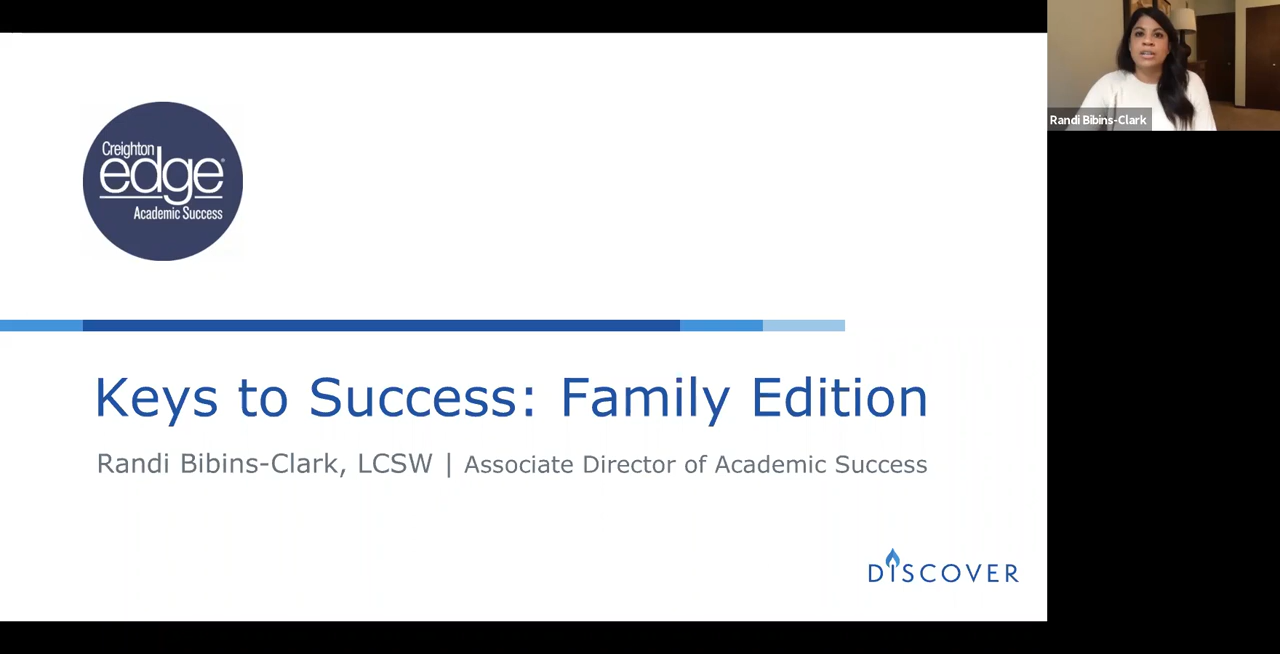 Creighton
edge®
Academic Success
Randi Bibins-Clark
Keys to Success: Family Edition
Randi Bibins-Clark, LCSW | Associate Director of Academic Success
DISCOVER